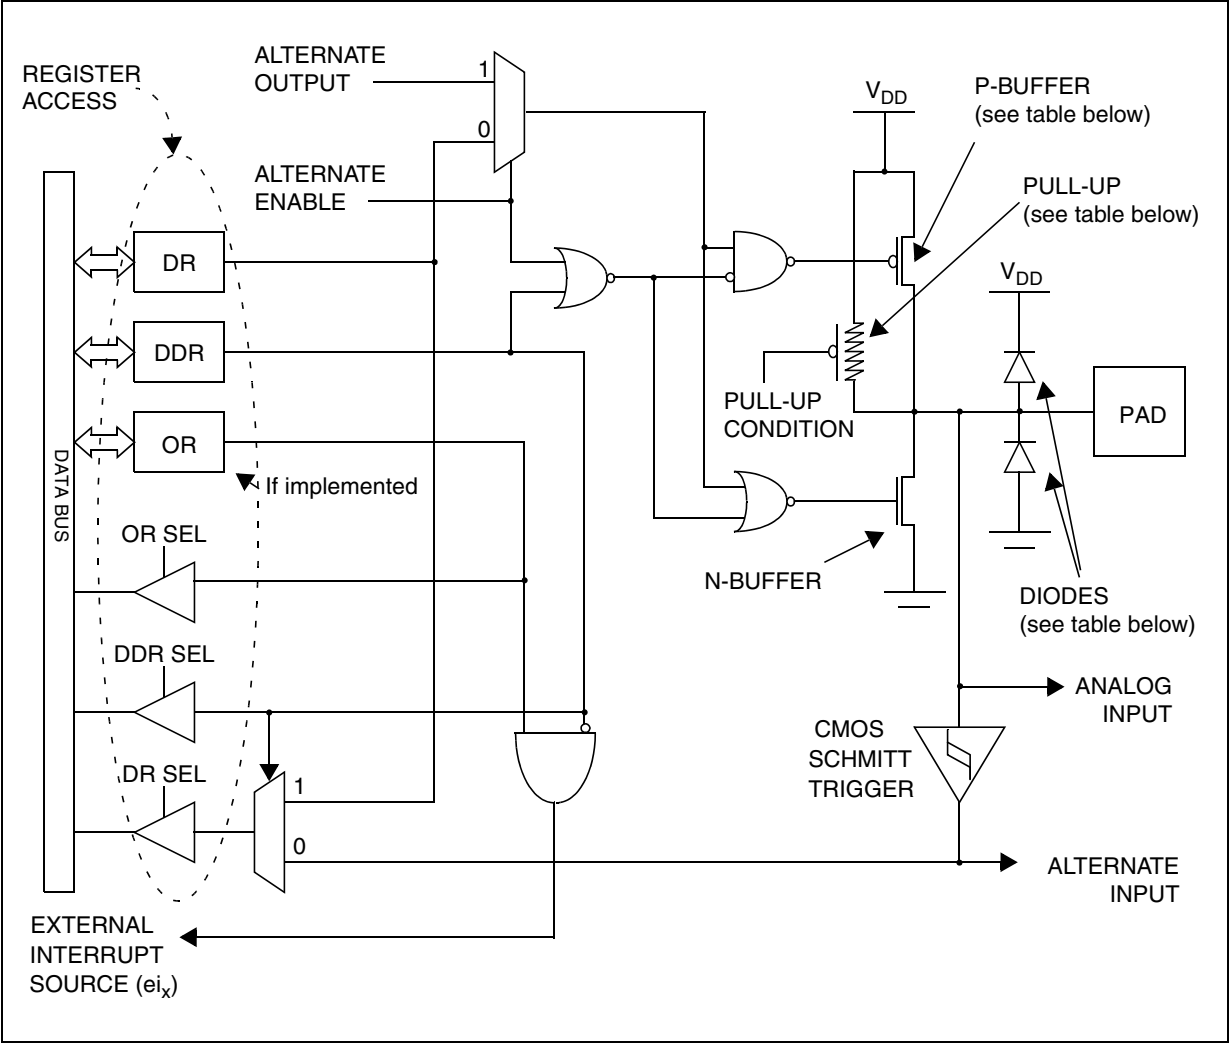 REGISTER
ACCESS
ALTERNATE
OUTPUT
1
0
ALTERNATE
ENABLE
VDD
P-BUFFER
(see table below)
PULL-UP
(see table below)
DR
DDR
OR
If implemented
DATA BUS
VDD
PULL-UP
CONDITION
PAD
N-BUFFER
DIODES
(see table below)
OR SEL
DDR SEL
DR SEL
1
0
CMOS
SCHMITT
TRIGGER
ANALOG
INPUT
ALTERNATE
INPUT
EXTERNAL
INTERRUPT
SOURCE (eix)